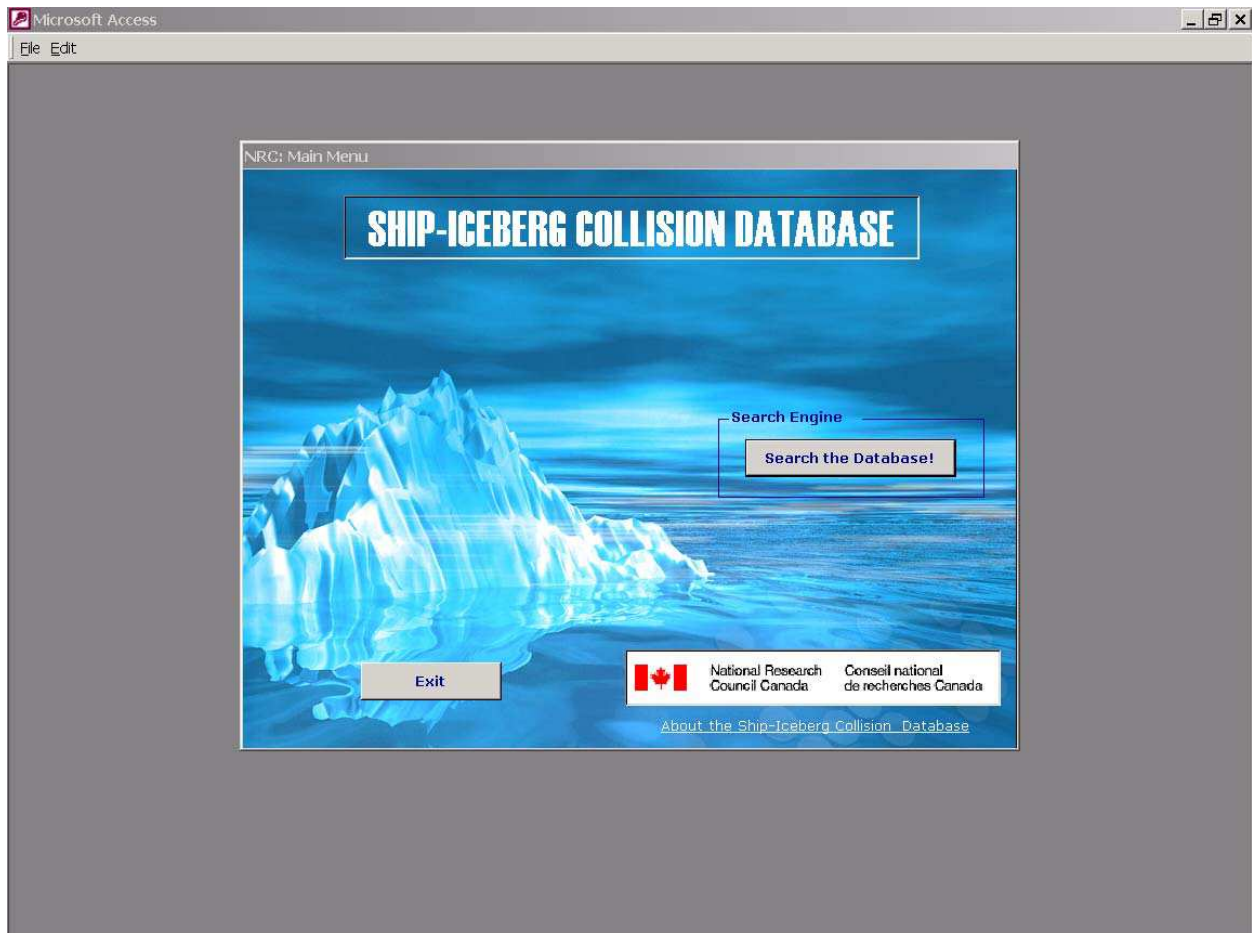 Microsoft Access
File Edit
NRC: Main Menu
SHIP-ICEBERG COLLISION DATABASE
Search Engine
Search the Database!
Exit
National Research
Council Canada
Conseil national
de recherches Canada
About the Ship-Iceberg Collision Database